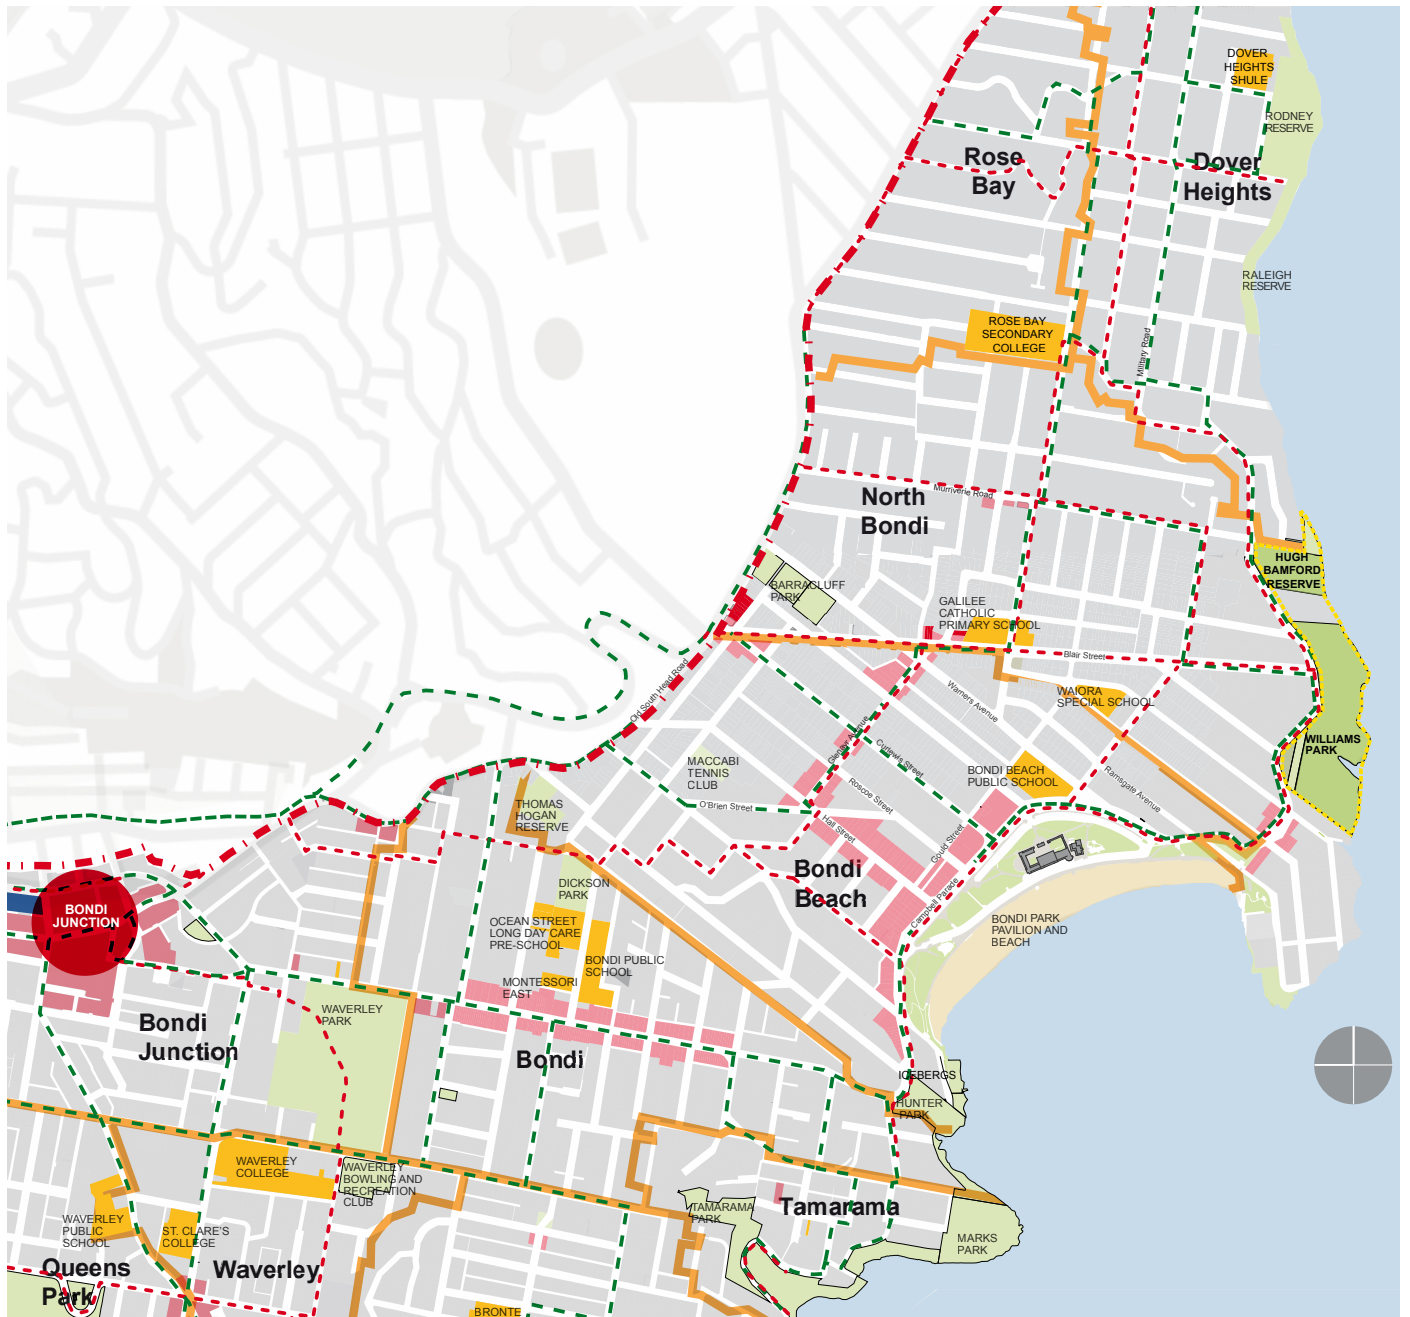 DOVER
HEIGHTS
SHULE
RODNEY
RESERVE
Rose
Bay
Dover
Heights
RALEIGH
RESERVE
ROSE BAY
SECONDARY
COLLEGE
Military Road
North
Bondi
Murriverie Road
HUGH
BAMFORD
RESERVE
BARRACLUFF
PARK
GALILEE
CATHOLIC
PRIMARY SCHOOL
Blair Street
Old South Head Road
Warners Avenue
WAIORA
SPECIAL SCHOOL
WILLIAMS
PARK
Glenayr Avenue
Curlewis Street
MACCABI
TENNIS
CLUB
BONDI BEACH
PUBLIC SCHOOL
Ramsgate Avenue
Roscoe Street
O'Brien Street
THOMAS
HOGAN
RESERVE
Hall Street
Gould Street
Bondi
Beach
DICKSON
PARK
Campbell Parade
BONDI
JUNCTION
OCEAN STREET
LONG DAY CARE
PRE-SCHOOL
BONDI PARK
PAVILION AND
BEACH
BONDI PUBLIC
SCHOOL
MONTESSORI
EAST
WAVERLEY
PARK
Bondi
Junction
Bondi
ICEBERGS
HUNTER
PARK
WAVERLEY
COLLEGE
WAVERLEY
BOWLING AND
RECREATION
CLUB
TAMARAMA
PARK
Tamarama
WAVERLEY
PUBLIC
SCHOOL
ST. CLARE'S
COLLEGE
MARKS
PARK
Queens
Park
Waverley
BRONTE